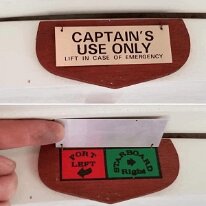 CAPTAIN'S
USE ONLY
LIFT IN CASE OF EMERGENCY
PORT
LEFT
STARBOARD
Right